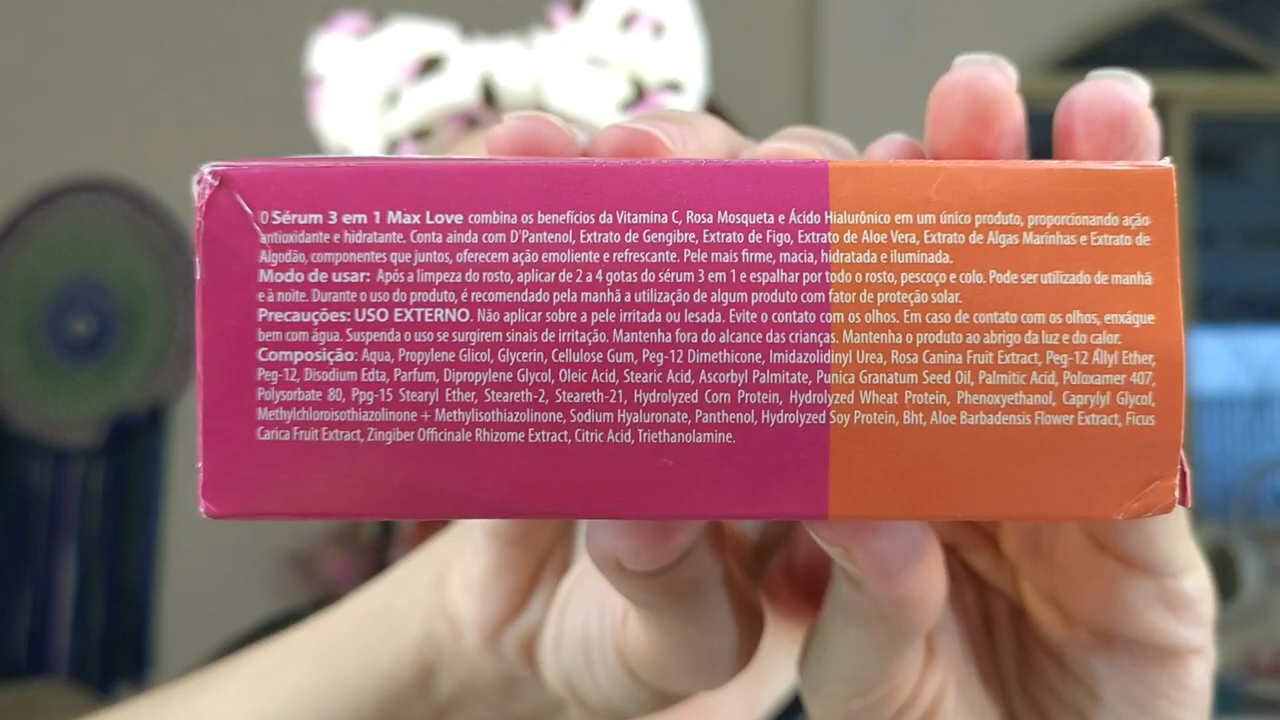 O Sérum 3 em 1 Max Love combina os benefícios da Vitamina C, Rosa Mosqueta e Ácido Hialurônico em um único produto, proporcionando ação
antioxidante e hidratante. Conta ainda com D'Pantenol, Extrato de Gengibre, Extrato de Figo, Extrato de Aloe Vera, Extrato de Algas Marinhas e Extrato de
Algodão, componentes que juntos, oferecem ação emoliente e refrescante. Pele mais firme, macia, hidratada e iluminada.
Modo de usar: Após a limpeza do rosto, aplicar de 2 a 4 gotas do sérum 3 em 1 e espalhar por todo o rosto, pescoço e colo. Pode ser utilizado de manhã
e à noite. Durante o uso do produto, é recomendado pela manhã a utilização de algum produto com fator de proteção solar.
Precauções: USO EXTERNO. Não aplicar sobre a pele irritada ou lesada. Evite o contato com os olhos. Em caso de contato com os olhos, enxágue
bem com água. Suspenda o uso se surgirem sinais de irritação. Mantenha fora do alcance das crianças. Mantenha o produto ao abrigo da luz e do calor.
Composição: Aqua, Propylene Glicol, Glycerin, Cellulose Gum, Peg-12 Dimethicone, Imidazolidinyl Urea, Rosa Canina Fruit Extract, Peg-12 Allyl Ether,
Peg-12, Disodium Edta, Parfum, Dipropylene Glycol, Oleic Acid, Stearic Acid, Ascorbyl Palmitate, Punica Granatum Seed Oil, Palmitic Acid, Poloxamer 407,
Polysorbate 80, Ppg-15 Stearyl Ether, Steareth-2, Steareth-21, Hydrolyzed Corn Protein, Hydrolyzed Wheat Protein, Phenoxyethanol, Caprylyl Glycol,
Methylchloroisothiazolinone + Methylisothiazolinone, Sodium Hyaluronate, Panthenol, Hydrolyzed Soy Protein, Bht, Aloe Barbadensis Flower Extract, Ficus
Carica Fruit Extract, Zingiber Officinale Rhizome Extract, Citric Acid, Triethanolamine.